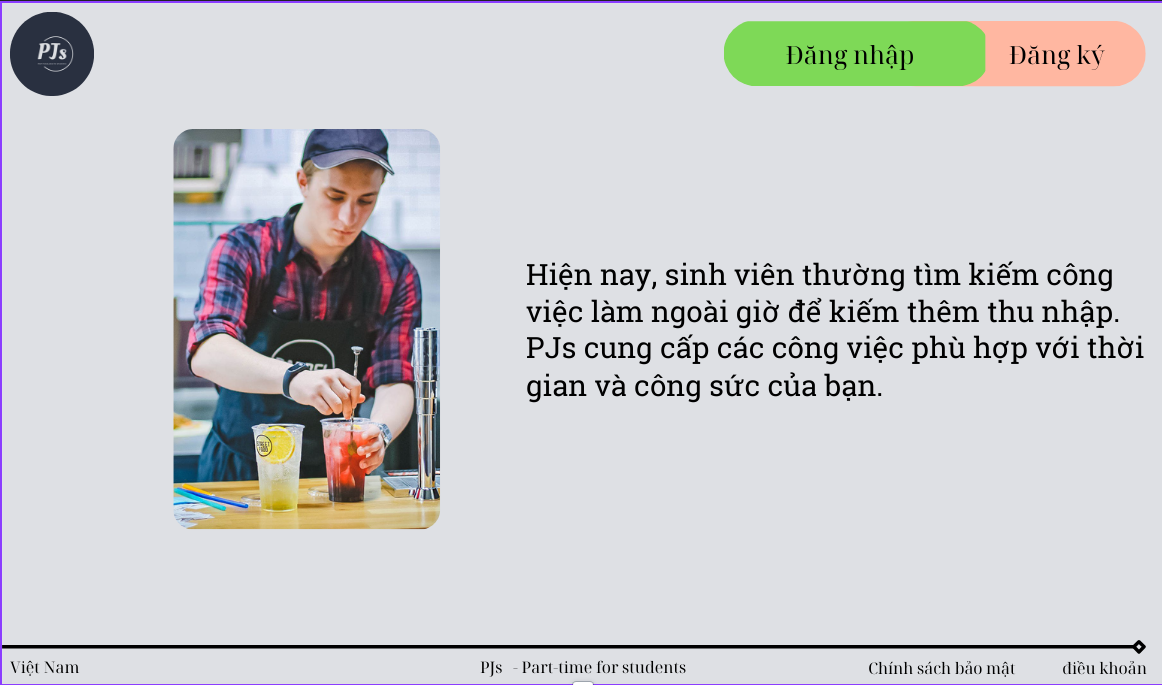 PJs
Đăng nhập
Đăng ký
Hiện nay, sinh viên thường tìm kiếm công
việc làm ngoài giờ để kiếm thêm thu nhập.
PJs cung cấp các công việc phù hợp với thời
gian và công sức của bạn.
STREET
FOOD
Việt Nam
PJs - Part-time for students
Chính sách bảo mật
điều khoản